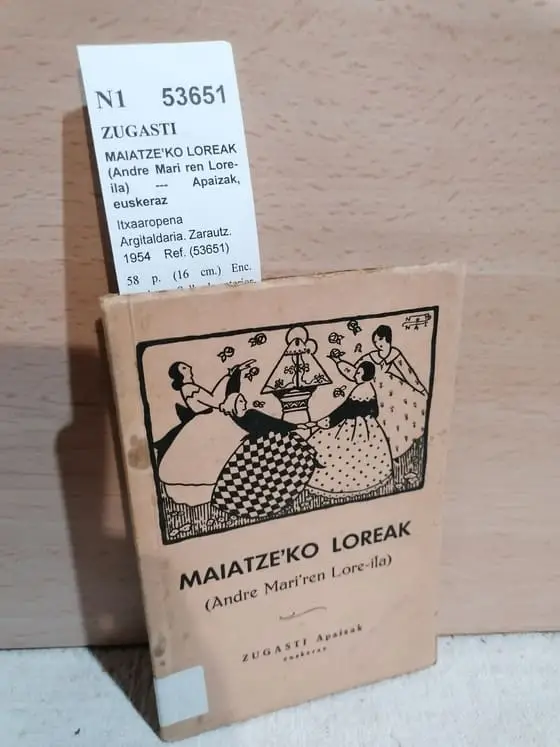 N1 53651
ZUGASTI
MAIATZE'KO LOREAK
(Andre Mari ren Lore-
ila) --- Apaizak,
euskeraz
Itxaaropena
Argitaldaria. Zarautz.
1954 Ref. (53651)
58 p. (16 cm.) Enc.
MAIATZE'KO LOREAK
(Andre Mari'ren Lore-ila)
ZUGASTI Apaizak
euskeraz